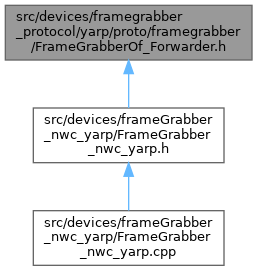 src/devices/framegrabber
_protocol/yarp/proto/framegrabber
/FrameGrabberOf_Forwarder.h
src/devices/frameGrabber
_nwc_yarp/FrameGrabber
_nwc_yarp.h
src/devices/frameGrabber
_nwc_yarp/FrameGrabber
_nwc_yarp.cpp